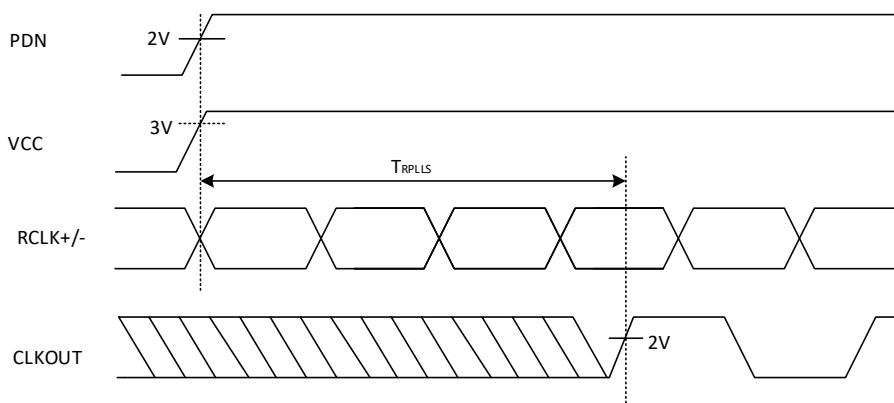 PDN
2V
3V
VCC
TRPLLS
RCLK+/-
CLKOUT
2V